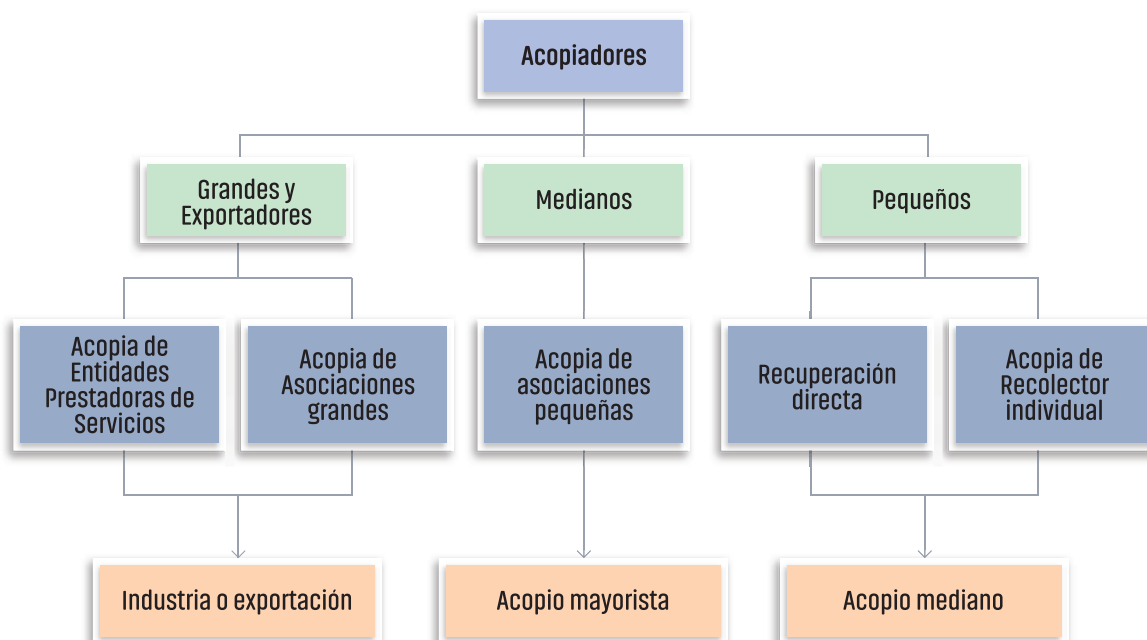 Acopiadores
Grandes y
Exportadores
Medianos
Pequeños
Acopia de
Entidades
Prestadoras de
Servicios
Acopia de
Asociaciones
grandes
Acopia de
asociaciones
pequeñas
Recuperación
directa
Acopia de
Recolector
individual
Industria o exportación
Acopio mayorista
Acopio mediano